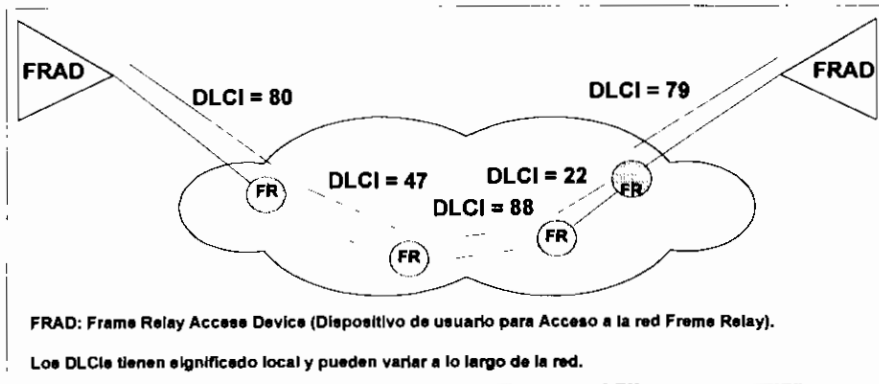 FRAD
FRAD
DLCI = 80
DLCI = 79
DLCI = 47
DLCI = 22
FR
FR
DLCI = 88
FR
FR
FRAD: Frame Relay Access Device (Dispositivo de usuario para Acceso a la red Freme Relay).
Los DLCIs tienen significado local y pueden variar a lo largo de la red.